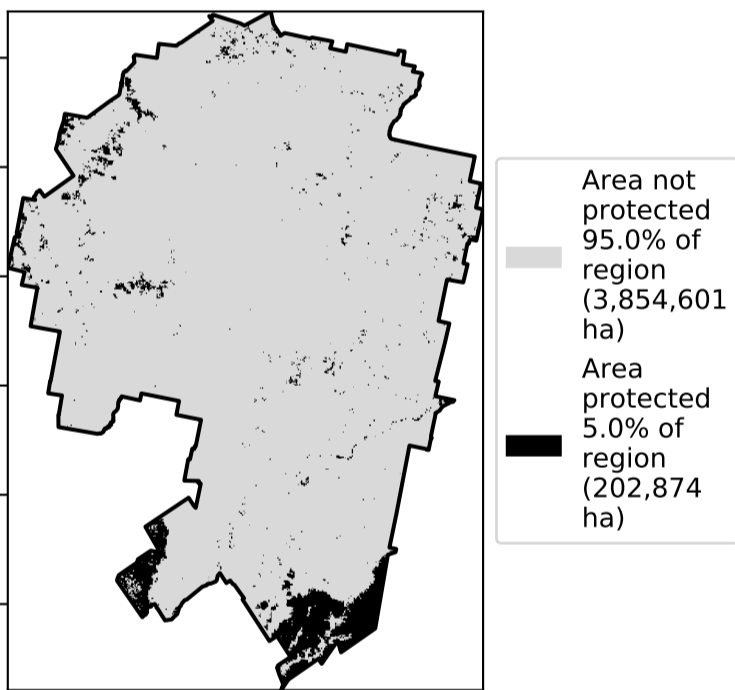 Area not
protected
95.0% of
region
(3,854,601
ha)
Area
protected
5.0% of
region
(202,874
ha)